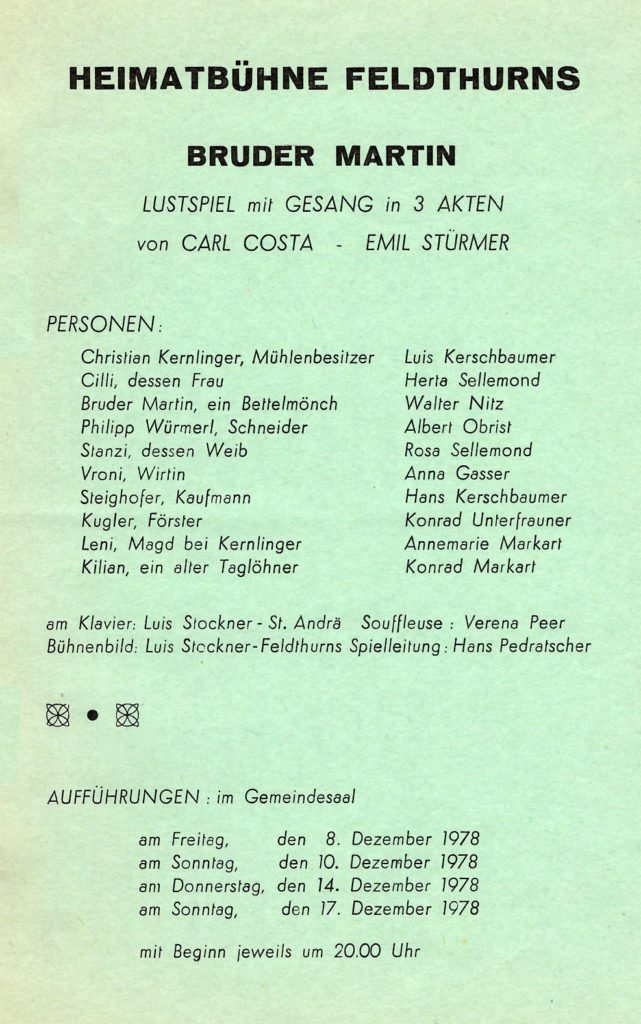 HEIMATBÜHNE FELDTHURNS
BRUDER MARTIN
LUSTSPIEL mit GESANG in 3 AKTEN
von CARL COSTA - EMIL STÜRMER
PERSONEN:
Christian Kernlinger, Mühlenbesitzer Luis Kerschbaumer
Cilli, dessen Frau Herta Sellemond
Bruder Martin, ein Bettelmönch Walter Nitz
Philipp Würmerl, Schneider Albert Obrist
Stanzi, dessen Weib Rosa Sellemond
Vroni, Wirtin Anna Gasser
Steighofer, Kaufmann Hans Kerschbaumer
Kugler, Förster Konrad Unterfrauner
Leni, Magd bei Kernlinger Annemarie Markart
Kilian, ein alter Taglöhner Konrad Markart
am Klavier: Luis Stockner - St. Andrä Souffleuse : Verena Peer
Bühnenbild: Luis Stockner-Feldthurns Spielleitung : Hans Pedratscher
AUFFÜHRUNGEN : im Gemeindesaal
am Freitag, den 8. Dezember 1978
am Sonntag, den 10. Dezember 1978
am Donnerstag, den 14. Dezember 1978
am Sonntag, den 17. Dezember 1978
mit Beginn jeweils um 20.00 Uhr